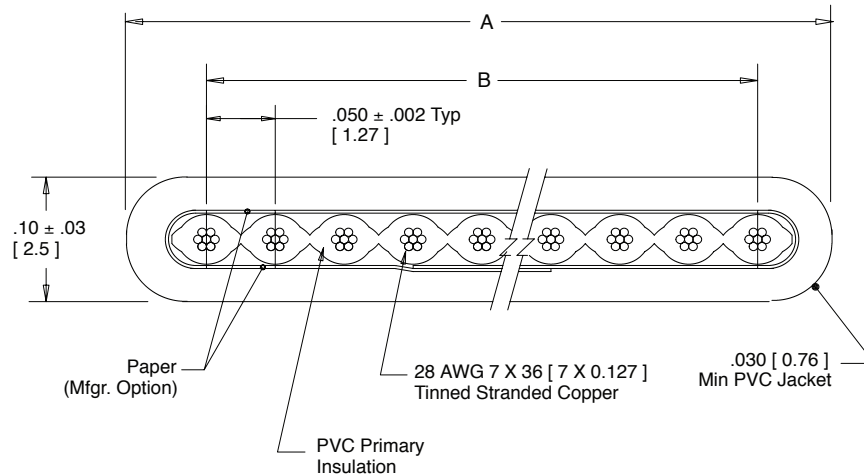 A
B
.050 ± .002 Typ
[ 1.27 ]
.10 ± .03
[ 2.5 ]
Paper
(Mfgr. Option)
28 AWG 7 X 36 [ 7 X 0.127 ]
Tinned Stranded Copper
.030 [ 0.76 ]
Min PVC Jacket
PVC Primary
Insulation